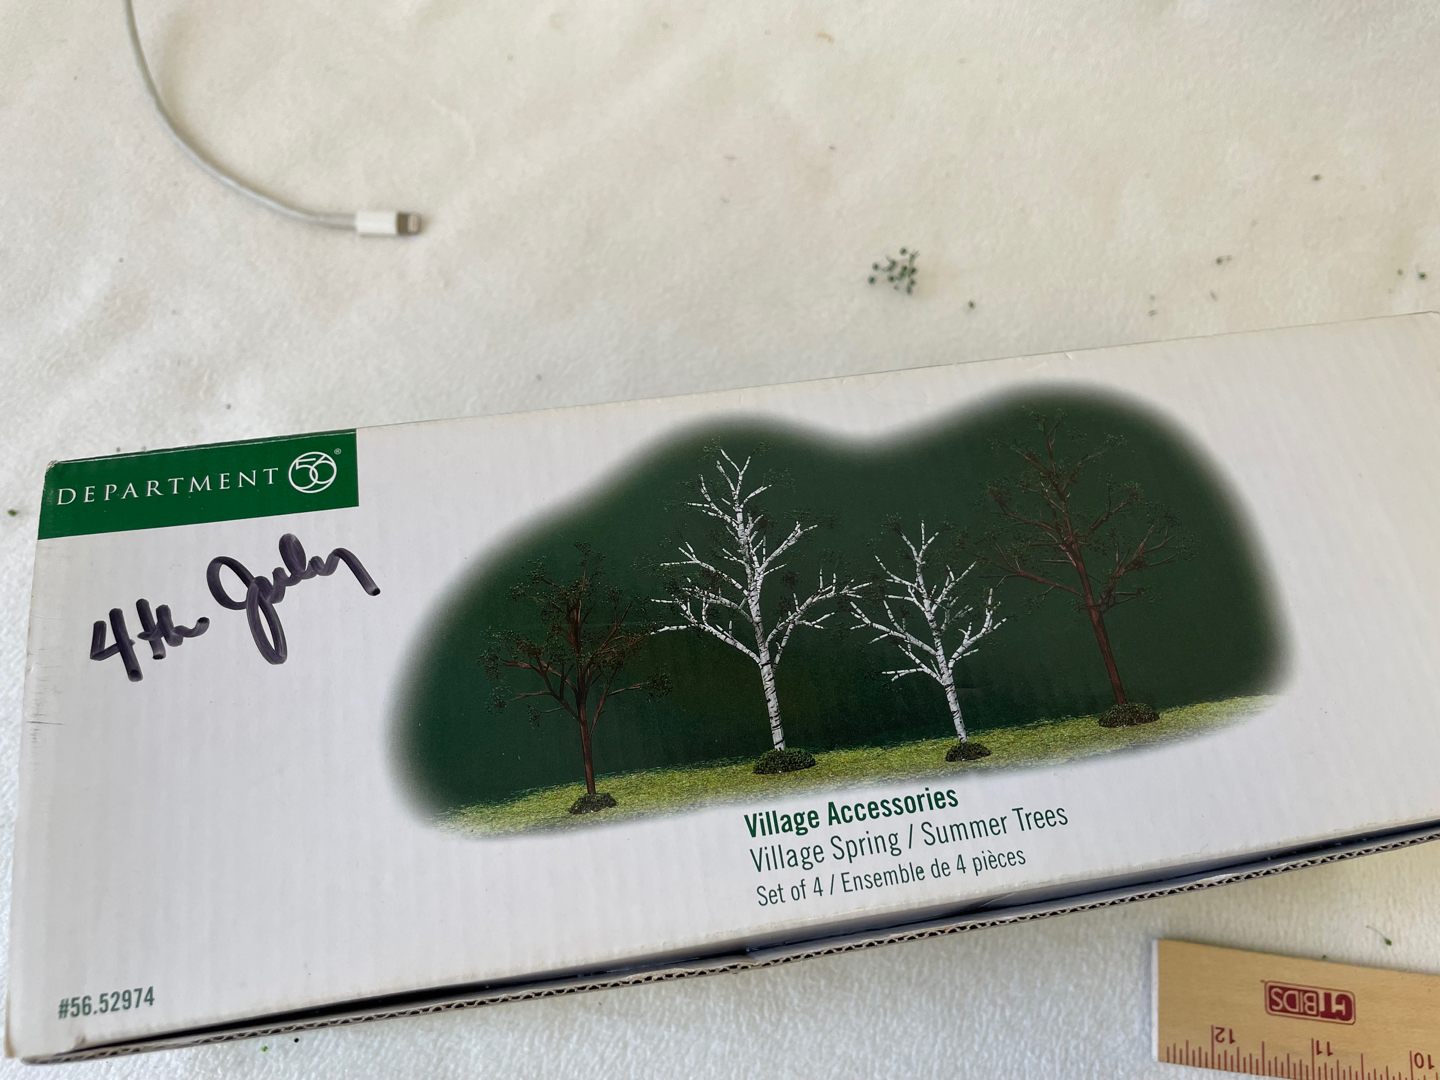 DEPARTMENT 56®
4th July
Village Accessories
Village Spring / Summer Trees
Set of 4 / Ensemble de 4 pièces
#56.52974
CTBIDS
12 11 10